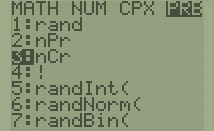 MATH NUM CPX PRB
1:rand
2:nPr
3:nCr
4:!
5:randInt(
6:randNorm(
7:randBin(